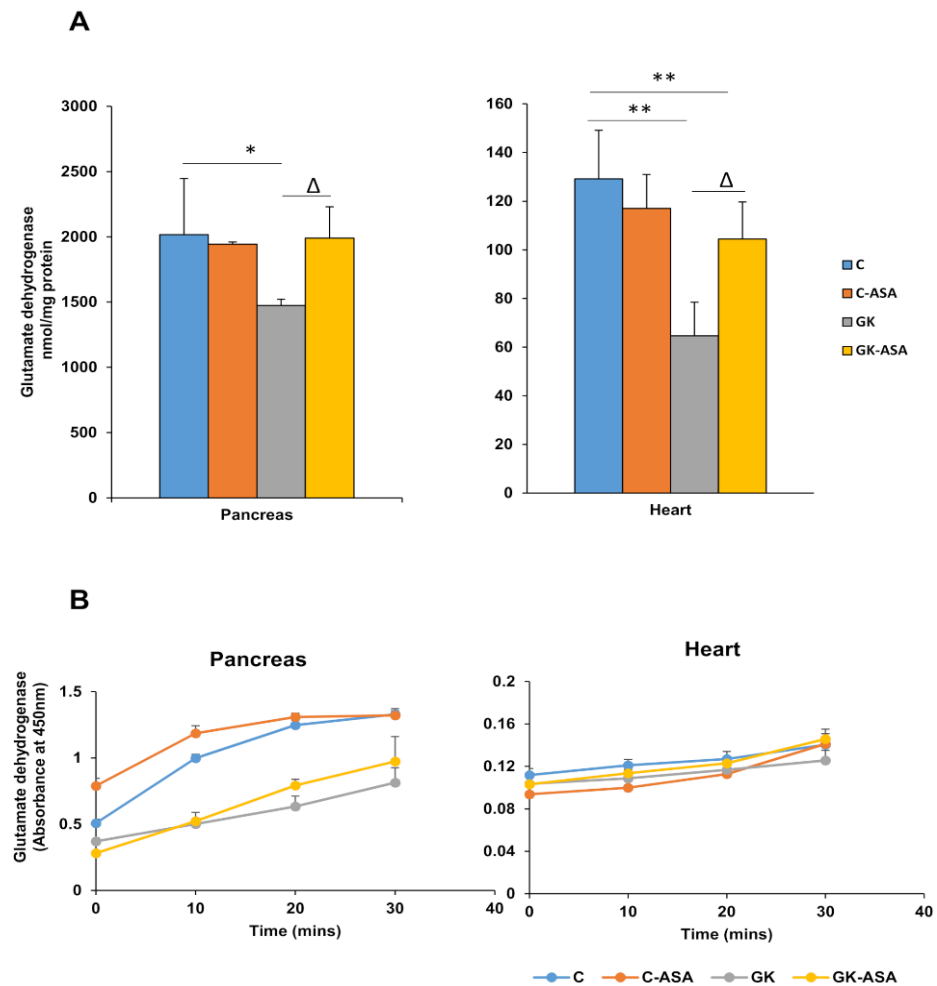 A
Glutamate dehydrogenase
nmol/mg protein
3000
2500
2000
1500
1000
500
0
*
Δ
Pancreas
160
140
120
100
80
60
40
20
0
**
**
Δ
Heart
C
C-ASA
GK
GK-ASA
B
Pancreas
Glutamate dehydrogenase
(Absorbance at 450nm)
1.5
1
0.5
0
0 10 20 30 40
Time (mins)
Heart
0.2
0.16
0.12
0.08
0.04
0
0 10 20 30 40
Time (mins)
C C-ASA GK GK-ASA